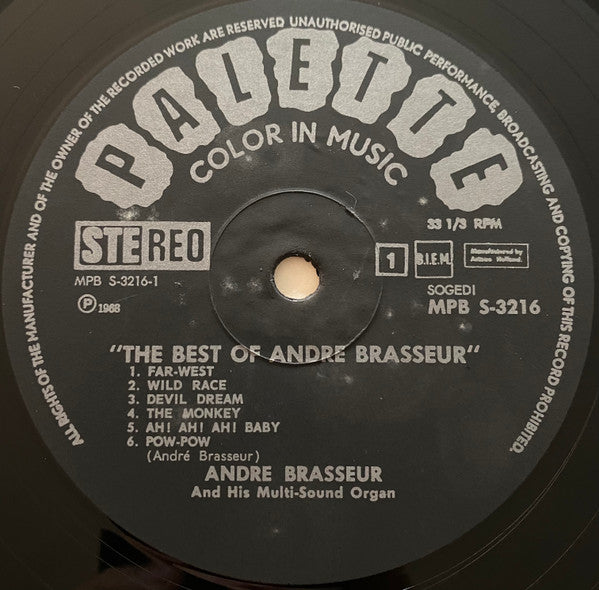 ALL RIGHTS OF THE MANUFACTURER AND OF THE OWNER OF THE RECORDED WORK ARE RESERVED UNAUTHORISED PUBLIC PERFORMANCE, BROADCASTING AND COPYING OF THIS RECORD PROHIBITED.
PALETTE
COLOR IN MUSIC
33 1/3 RPM
STEREO
1
B.I.E.M.
Manufactured by
MPB S-3216-1
SOGEDI
Ⓟ 1968
MPB S-3216
"THE BEST OF ANDRE BRASSEUR"
1. FAR-WEST
2. WILD RACE
3. DEVIL DREAM
4. THE MONKEY
5. AH! AH! AH! BABY
6. POW-POW
(André Brasseur)
ANDRE BRASSEUR
And His Multi-Sound Organ